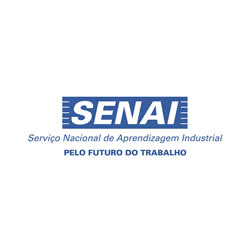 SENAI
Serviço Nacional de Aprendizagem Industrial
PELO FUTURO DO TRABALHO